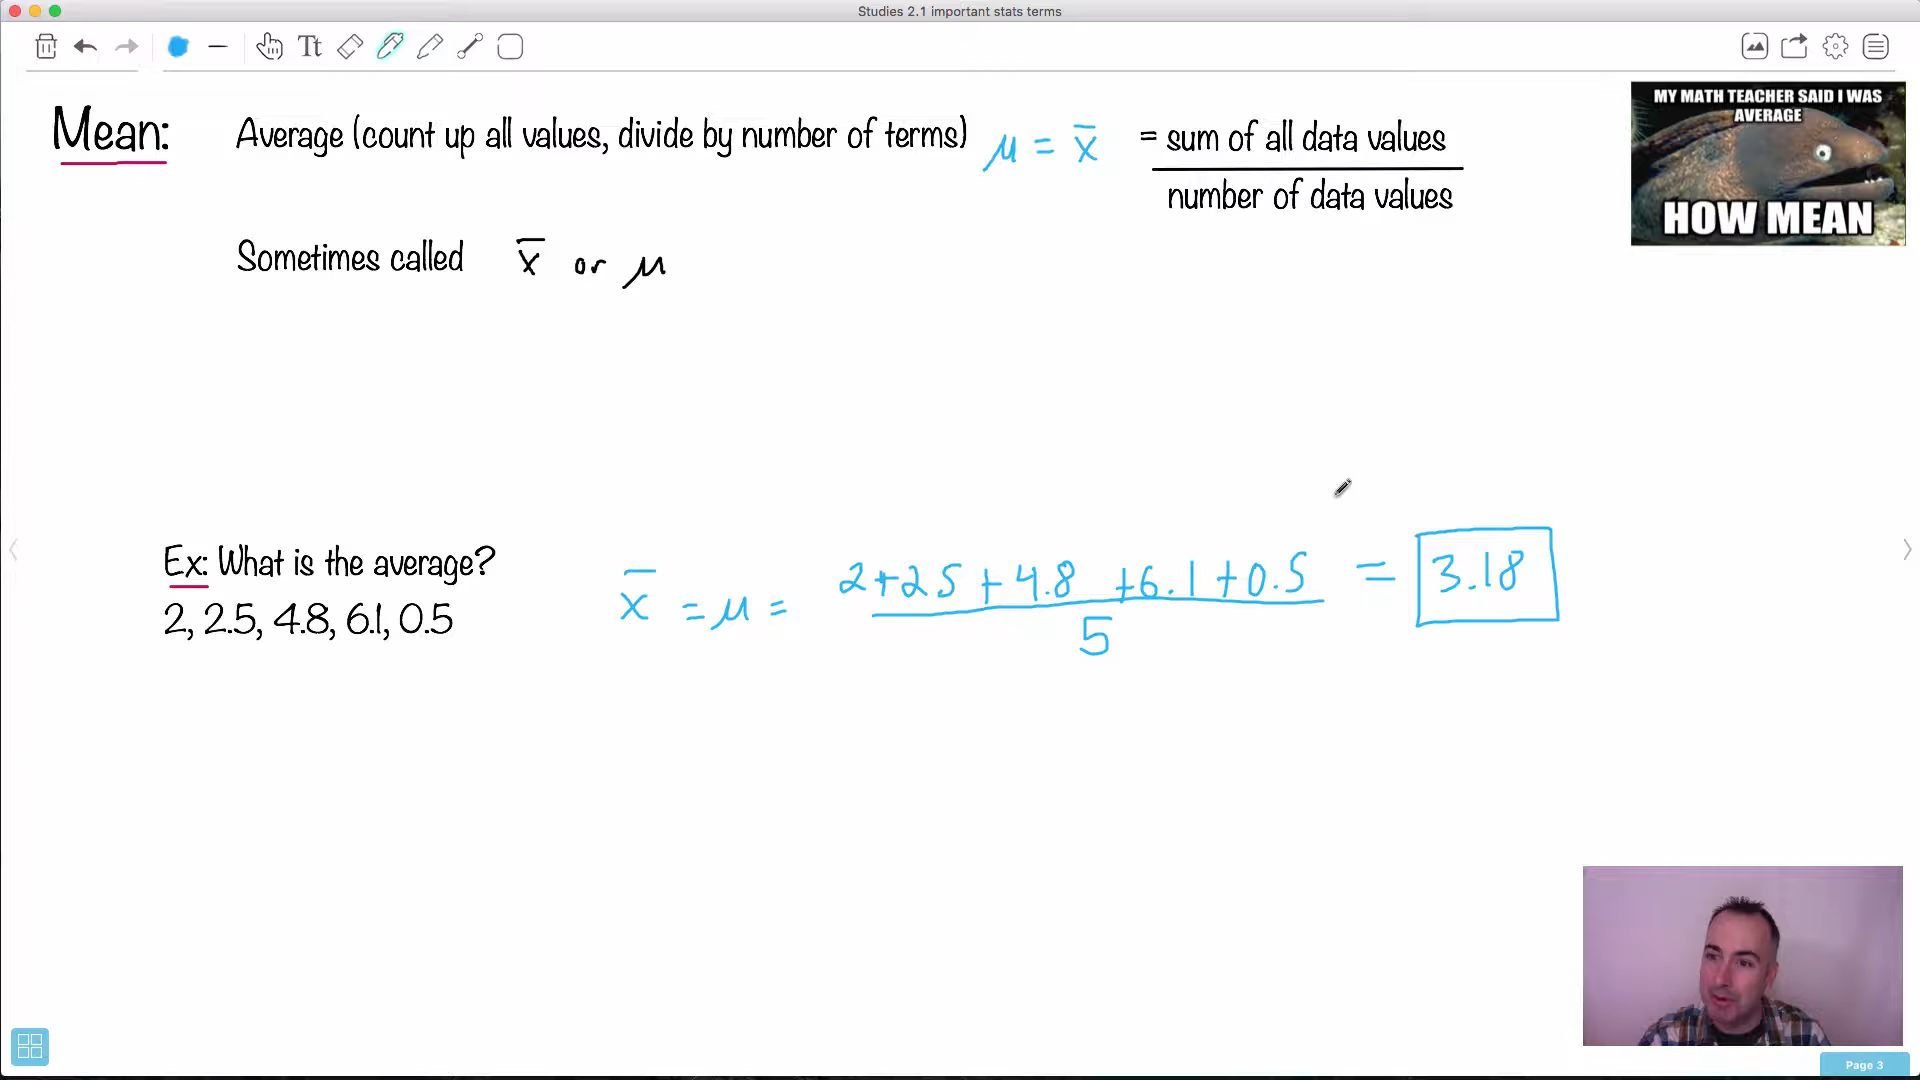 Studies 2.1 important stats terms
Tt
Mean: Average (count up all values, divide by number of terms) μ = x̄ = sum of all data values
number of data values
MY MATH TEACHER SAID I WAS
AVERAGE
HOW MEAN
Sometimes called x̄ or μ
Ex: What is the average?
2, 2.5, 4.8, 6.1, 0.5
x̄ = μ = 2+2.5+4.8+6.1+0.5 = 3.18
5
Page 3